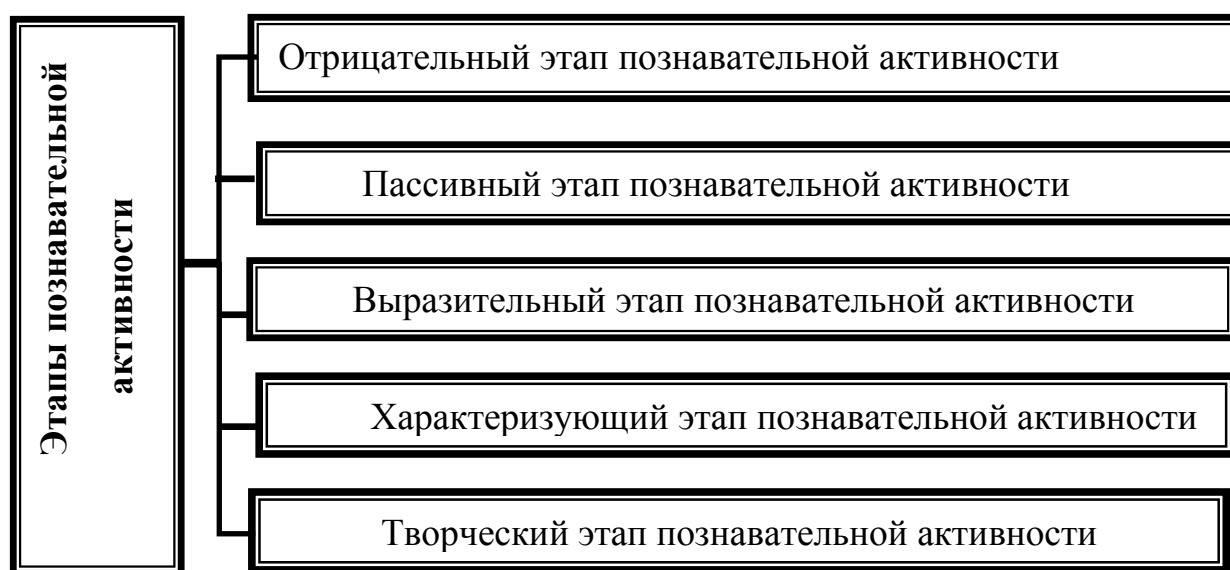 Этапы познавательной
активности
Отрицательный этап познавательной активности
Пассивный этап познавательной активности
Выразительный этап познавательной активности
Характеризующий этап познавательной активности
Творческий этап познавательной активности